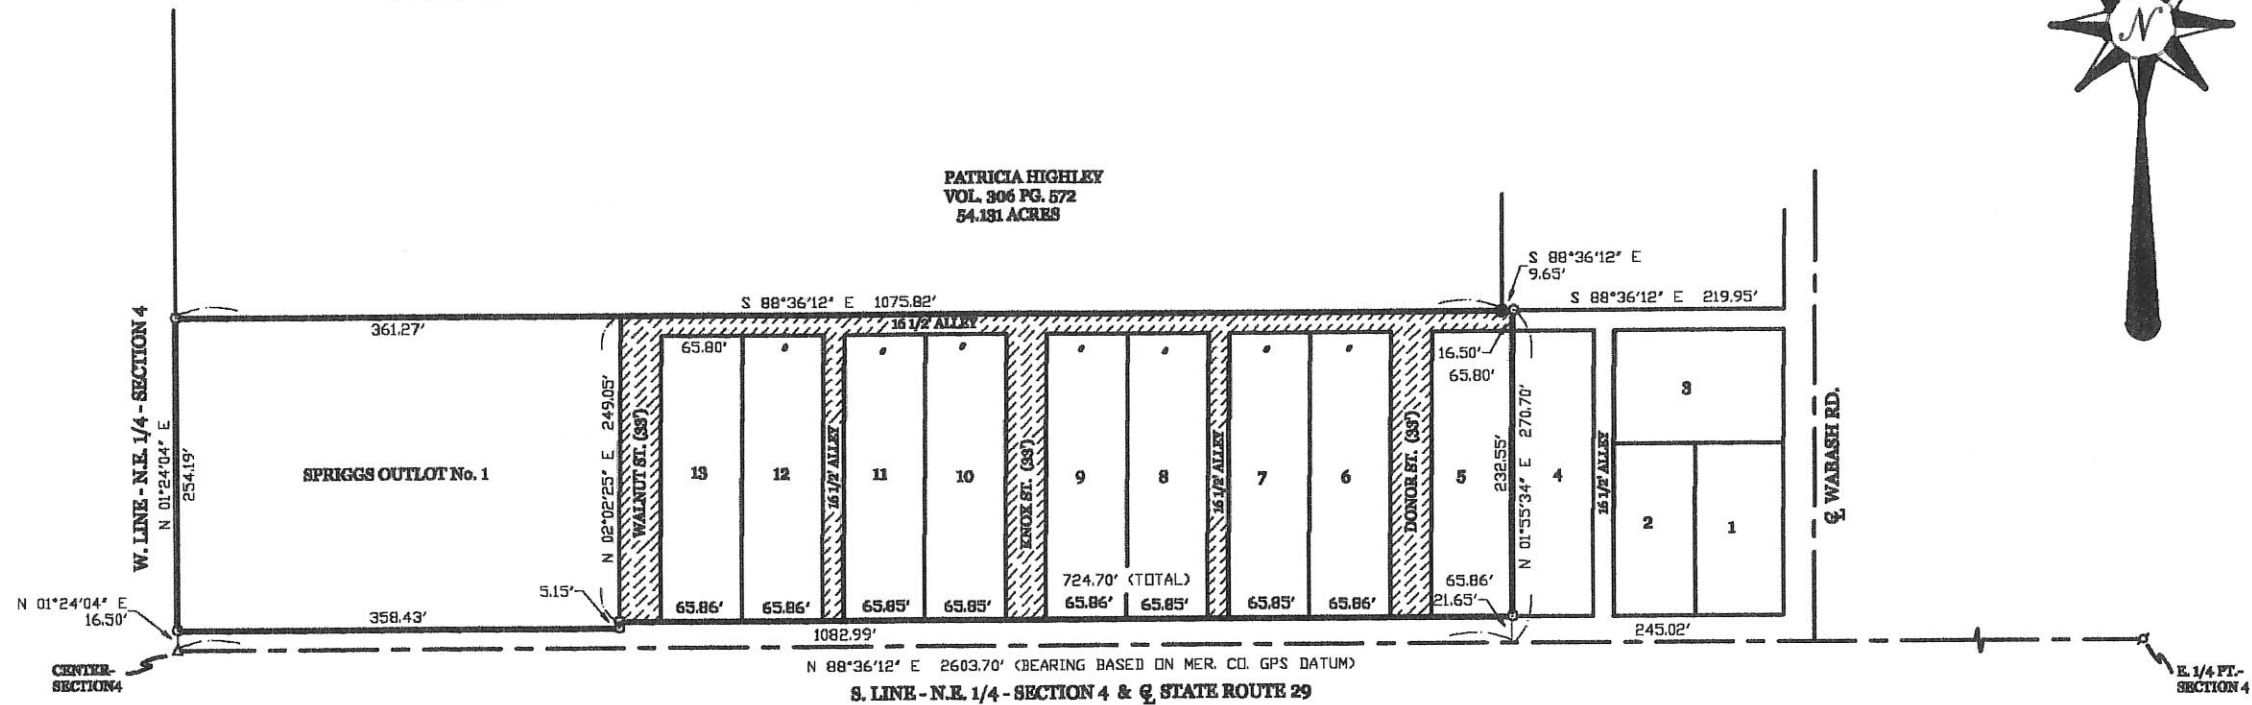 N
PATRICIA HIGHLEY
VOL. 306 PG. 572
54.131 ACRES
S 88°36'12" E
9.65'
S 88°36'12" E 1075.82'
S 88°36'12" E 219.95'
361.27'
16 1/2' ALLEY
65.80'
16.50'
65.80'
W. LINE - N.E. 1/4 - SECTION 4
N 01°24'04" E
254.19'
SPRIGGS OUTLOT No. 1
N 02°02'25" E 249.05'
WALNUT ST. (33')
13
12
16 1/2' ALLEY
11
10
KNOX ST. (33')
9
8
16 1/2' ALLEY
7
6
DONOR ST. (33')
5
232.55'
N 01°55'34" E 270.70'
4
16 1/2' ALLEY
3
2
1
℄ WABASH RD.
724.70' (TOTAL)
5.15'
65.86'
N 01°24'04" E
16.50'
358.43'
65.86'
65.86'
65.85'
65.85'
65.86'
65.85'
65.85'
65.86'
21.65'
1082.99'
245.02'
CENTER-
SECTION 4
N 88°36'12" E 2603.70' (BEARING BASED ON MER. CO. GPS DATUM)
S. LINE - N.E. 1/4 - SECTION 4 & ℄ STATE ROUTE 29
E. 1/4 PT.-
SECTION 4